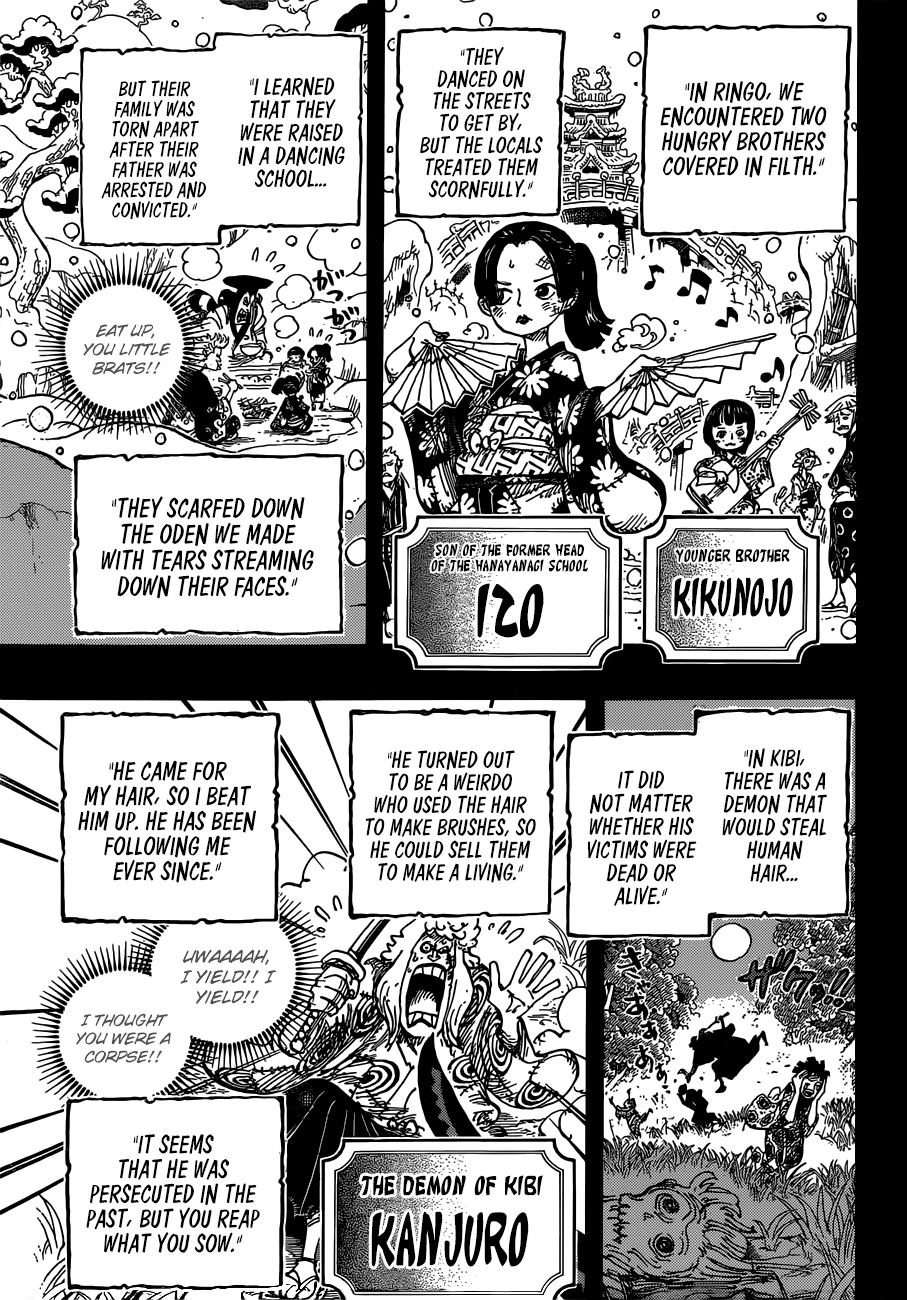 "IN RINGO, WE
ENCOUNTERED TWO
HUNGRY BROTHERS
COVERED IN FILTH."
"THEY
DANCED ON
THE STREETS
TO GET BY,
BUT THE LOCALS
TREATED THEM
SCORNFULLY."
YOUNGER BROTHER
KIKUNOJO
SON OF THE FORMER HEAD
OF THE HANAYANAGI SCHOOL
IZO
"I LEARNED
THAT THEY
WERE RAISED
IN A DANCING
SCHOOL...
BUT THEIR
FAMILY WAS
TORN APART
AFTER THEIR
FATHER WAS
ARRESTED AND
CONVICTED."
ガツ
ガツ
EAT UP,
YOU LITTLE
BRATS!!
"THEY SCARFED DOWN
THE ODEN WE MADE
WITH TEARS STREAMING
DOWN THEIR FACES."
"IN KIBI,
THERE WAS A
DEMON THAT
WOULD STEAL
HUMAN
HAIR...
IT DID
NOT MATTER
WHETHER HIS
VICTIMS WERE
DEAD OR
ALIVE."
"HE TURNED OUT
TO BE A WEIRDO
WHO USED THE HAIR
TO MAKE BRUSHES, SO
HE COULD SELL THEM
TO MAKE A LIVING."
"HE CAME FOR
MY HAIR, SO I BEAT
HIM UP. HE HAS BEEN
FOLLOWING ME
EVER SINCE."
UWAAAAH,
I YIELD!! I
YIELD!!
I THOUGHT
YOU WERE A
CORPSE!!
THE DEMON OF KIBI
KANJURO
"IT SEEMS
THAT HE WAS
PERSECUTED IN THE
PAST, BUT YOU REAP
WHAT YOU SOW."